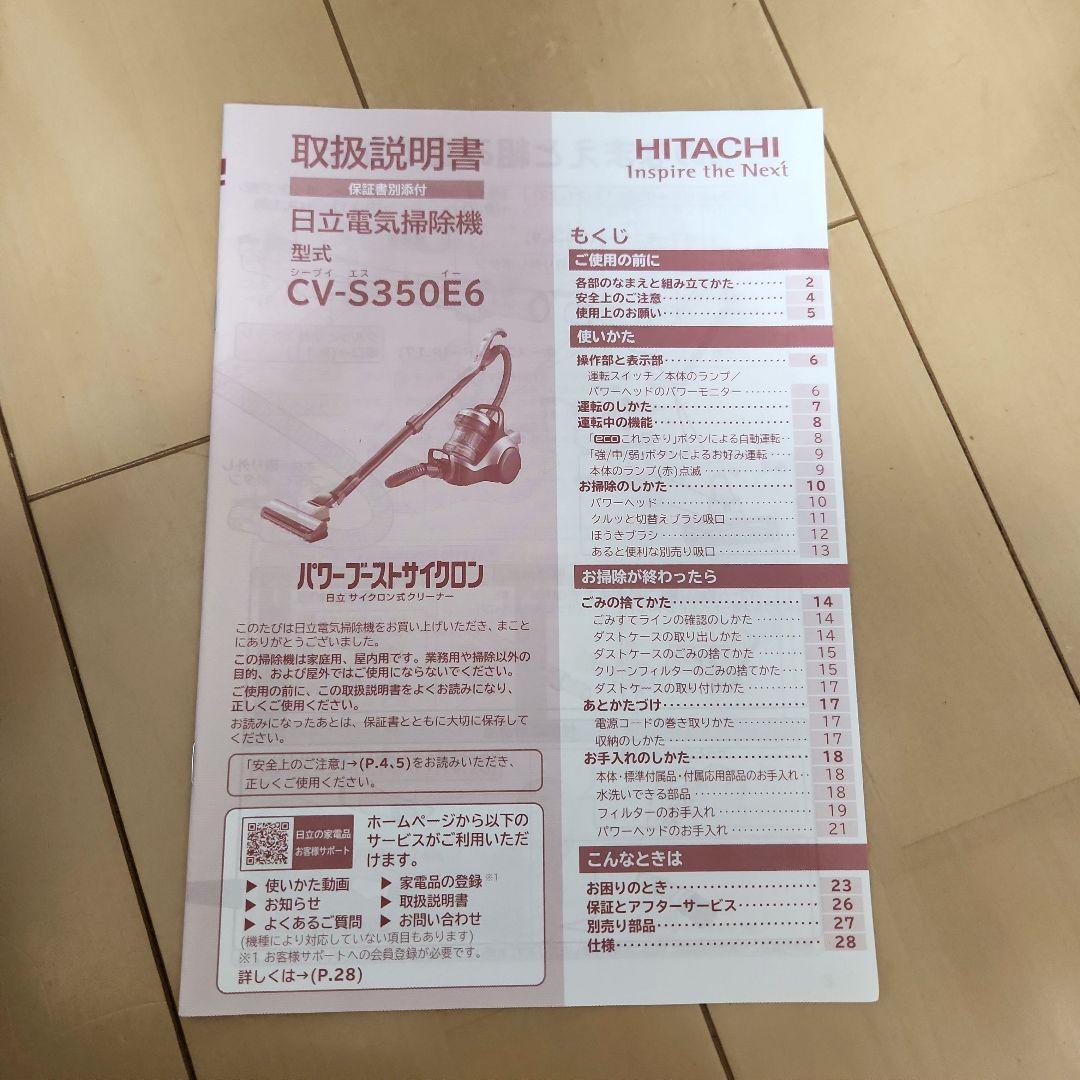 取扱説明書
保証書別添付
日立電気掃除機
型式
シーブイ エス イー
CV-S350E6
パワーブーストサイクロン
日立 サイクロン式クリーナー
このたびは日立電気掃除機をお買い上げいただき、まこと
にありがとうございました。
この掃除機は家庭用、屋内用です。業務用や掃除以外の
目的、および屋外ではご使用にならないでください。
ご使用の前に、この取扱説明書をよくお読みになり、
正しくご使用ください。
お読みになったあとは、保証書とともに大切に保存して
ください。
「安全上のご注意」→(P.4、5)をお読みいただき、
正しくご使用ください。
日立の家電品
お客様サポート
ホームページから以下の
サービスがご利用いただ
けます。
▶ 使いかた動画 ▶ 家電品の登録※1
▶ お知らせ ▶ 取扱説明書
▶ よくあるご質問 ▶ お問い合わせ
(機種により対応していない項目もあります)
※1 お客様サポートへの会員登録が必要です。
詳しくは→(P.28)
HITACHI
Inspire the Next
もくじ
ご使用の前に
各部のなまえと組み立てかた········2
安全上のご注意················4
使用上のお願い················5
使いかた
操作部と表示部················6
運転スイッチ/本体のランプ/
パワーヘッドのパワーモニター········6
運転のしかた·················7
運転中の機能·················8
「ecoこれっきり」ボタンによる自動運転··8
「強/中/弱」ボタンによるお好み運転····9
本体のランプ(赤)点滅············9
お掃除のしかた················10
パワーヘッド·················10
クルッと切替えブラシ吸口··········11
ほうきブラシ·················12
あると便利な別売り吸口···········13
お掃除が終わったら
ごみの捨てかた················14
ごみすてラインの確認のしかた·······14
ダストケースの取り出しかた········14
ダストケースのごみの捨てかた·······15
クリーンフィルターのごみの捨てかた····15
ダストケースの取り付けかた········17
あとかたづけ·················17
電源コードの巻き取りかた·········17
収納のしかた·················17
お手入れのしかた···············18
本体・標準付属品・付属応用部品のお手入れ··18
水洗いできる部品··············18
フィルターのお手入れ············19
パワーヘッドのお手入れ···········21
こんなときは
お困りのとき·················23
保証とアフターサービス···········26
別売り部品··················27
仕様·····················28